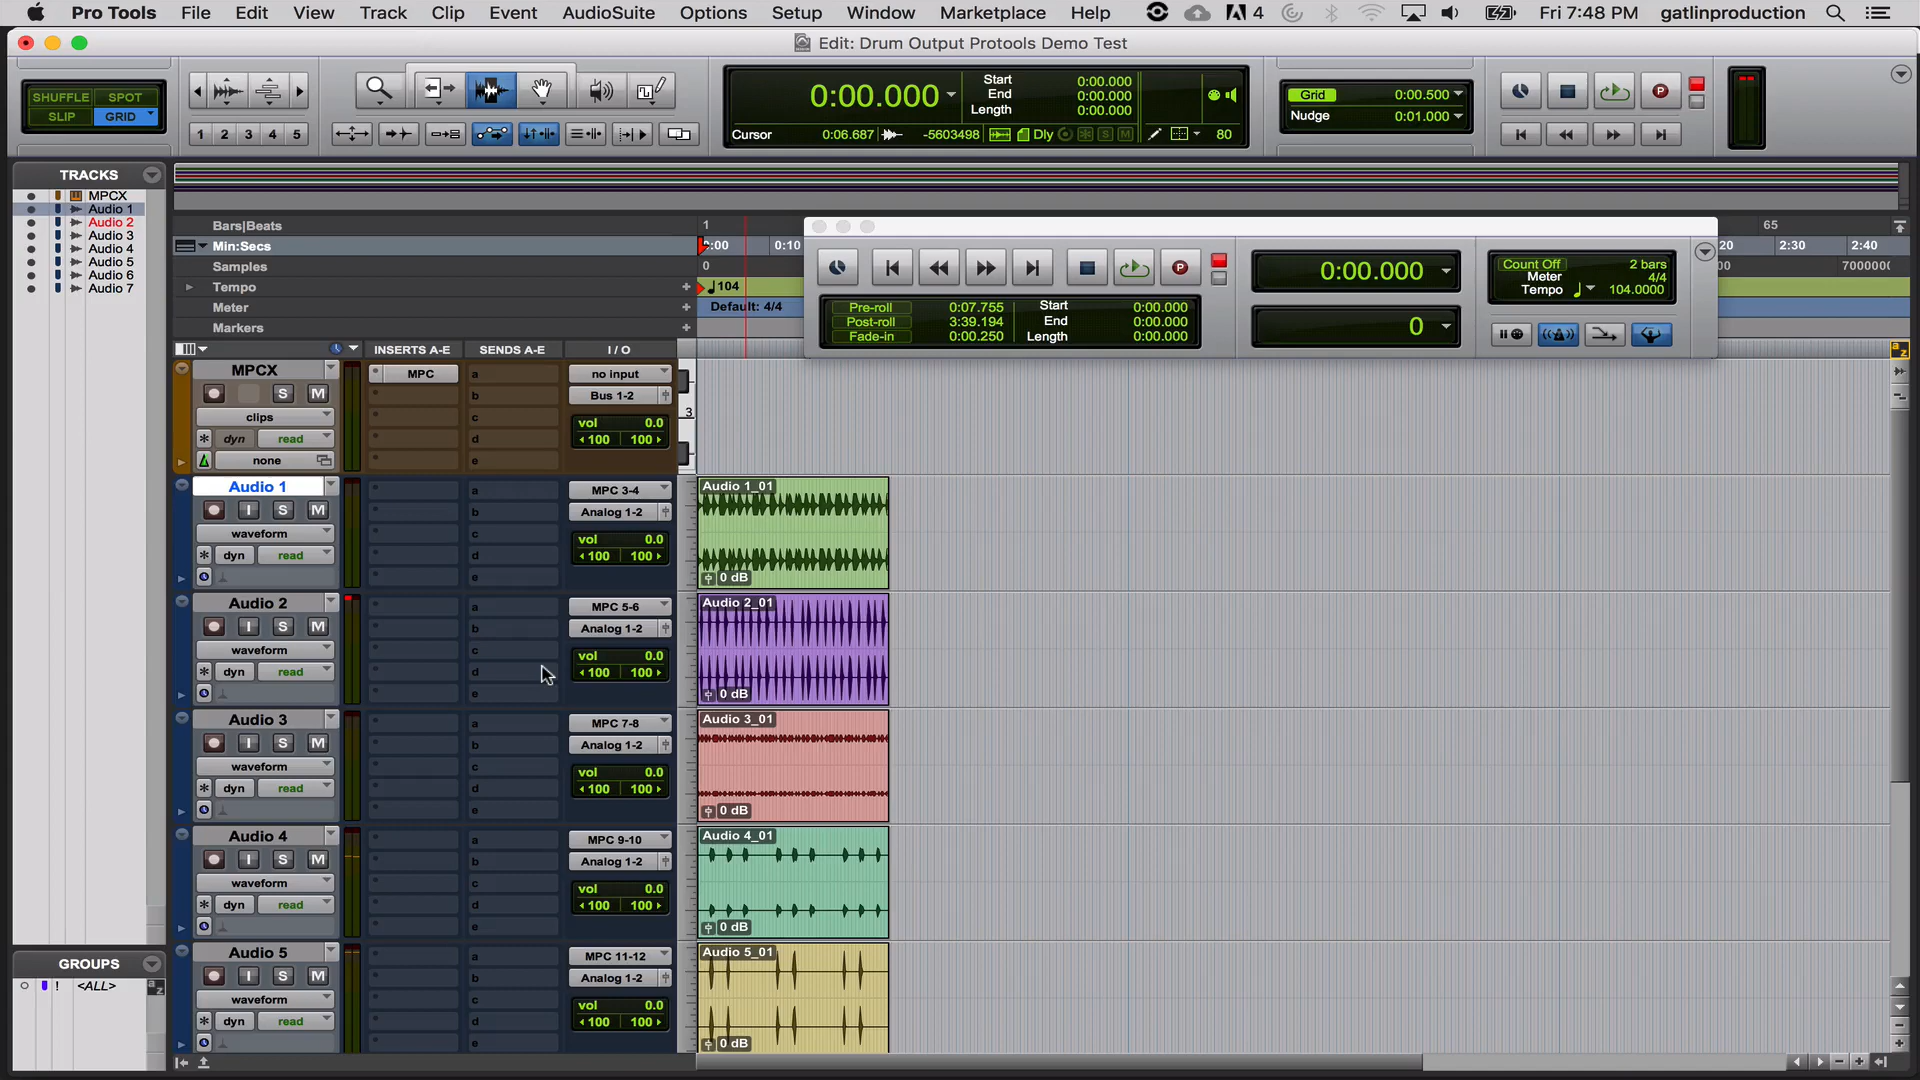 Pro Tools File Edit View Track Clip Event AudioSuite Options Setup Window Marketplace Help 4 Fri 7:48 PM gatlinproduction
Edit: Drum Output Protools Demo Test
SHUFFLE SPOT
SLIP GRID
1 2 3 4 5
0:00.000
Start 0:00.000
End 0:00.000
Length 0:00.000
Cursor 0:06.687 -5603498 Dly S M 80
Grid 0:00.500
Nudge 0:01.000
TRACKS
MPCX
Audio 1
Audio 2
Audio 3
Audio 4
Audio 5
Audio 6
Audio 7
Bars|Beats 1 65
Min:Secs 0:10 2:30 2:40
Samples 0
Tempo 104
Meter Default: 4/4
Markers
Pre-roll 0:07.755
Post-roll 3:39.194
Fade-in 0:00.250
Start 0:00.000
End 0:00.000
Length 0:00.000
0:00.000
0
Count Off 2 bars
Meter 4/4
Tempo 104.0000
INSERTS A-E SENDS A-E I / O
MPCX
S M
clips
dyn read
none
MPC
a
b
c
d
e
no input
Bus 1-2
vol 0.0
100 100
3
Audio 1
I S M
waveform
dyn read
a
b
c
d
e
MPC 3-4
Analog 1-2
vol 0.0
100 100
Audio 1_01
0 dB
Audio 2
I S M
waveform
dyn read
a
b
c
d
e
MPC 5-6
Analog 1-2
vol 0.0
100 100
Audio 2_01
0 dB
Audio 3
I S M
waveform
dyn read
a
b
c
d
e
MPC 7-8
Analog 1-2
vol 0.0
100 100
Audio 3_01
0 dB
Audio 4
I S M
waveform
dyn read
a
b
c
d
e
MPC 9-10
Analog 1-2
vol 0.0
100 100
Audio 4_01
0 dB
Audio 5
I S M
waveform
dyn read
a
b
c
d
e
MPC 11-12
Analog 1-2
vol 0.0
100 100
Audio 5_01
0 dB
GROUPS
! <ALL>